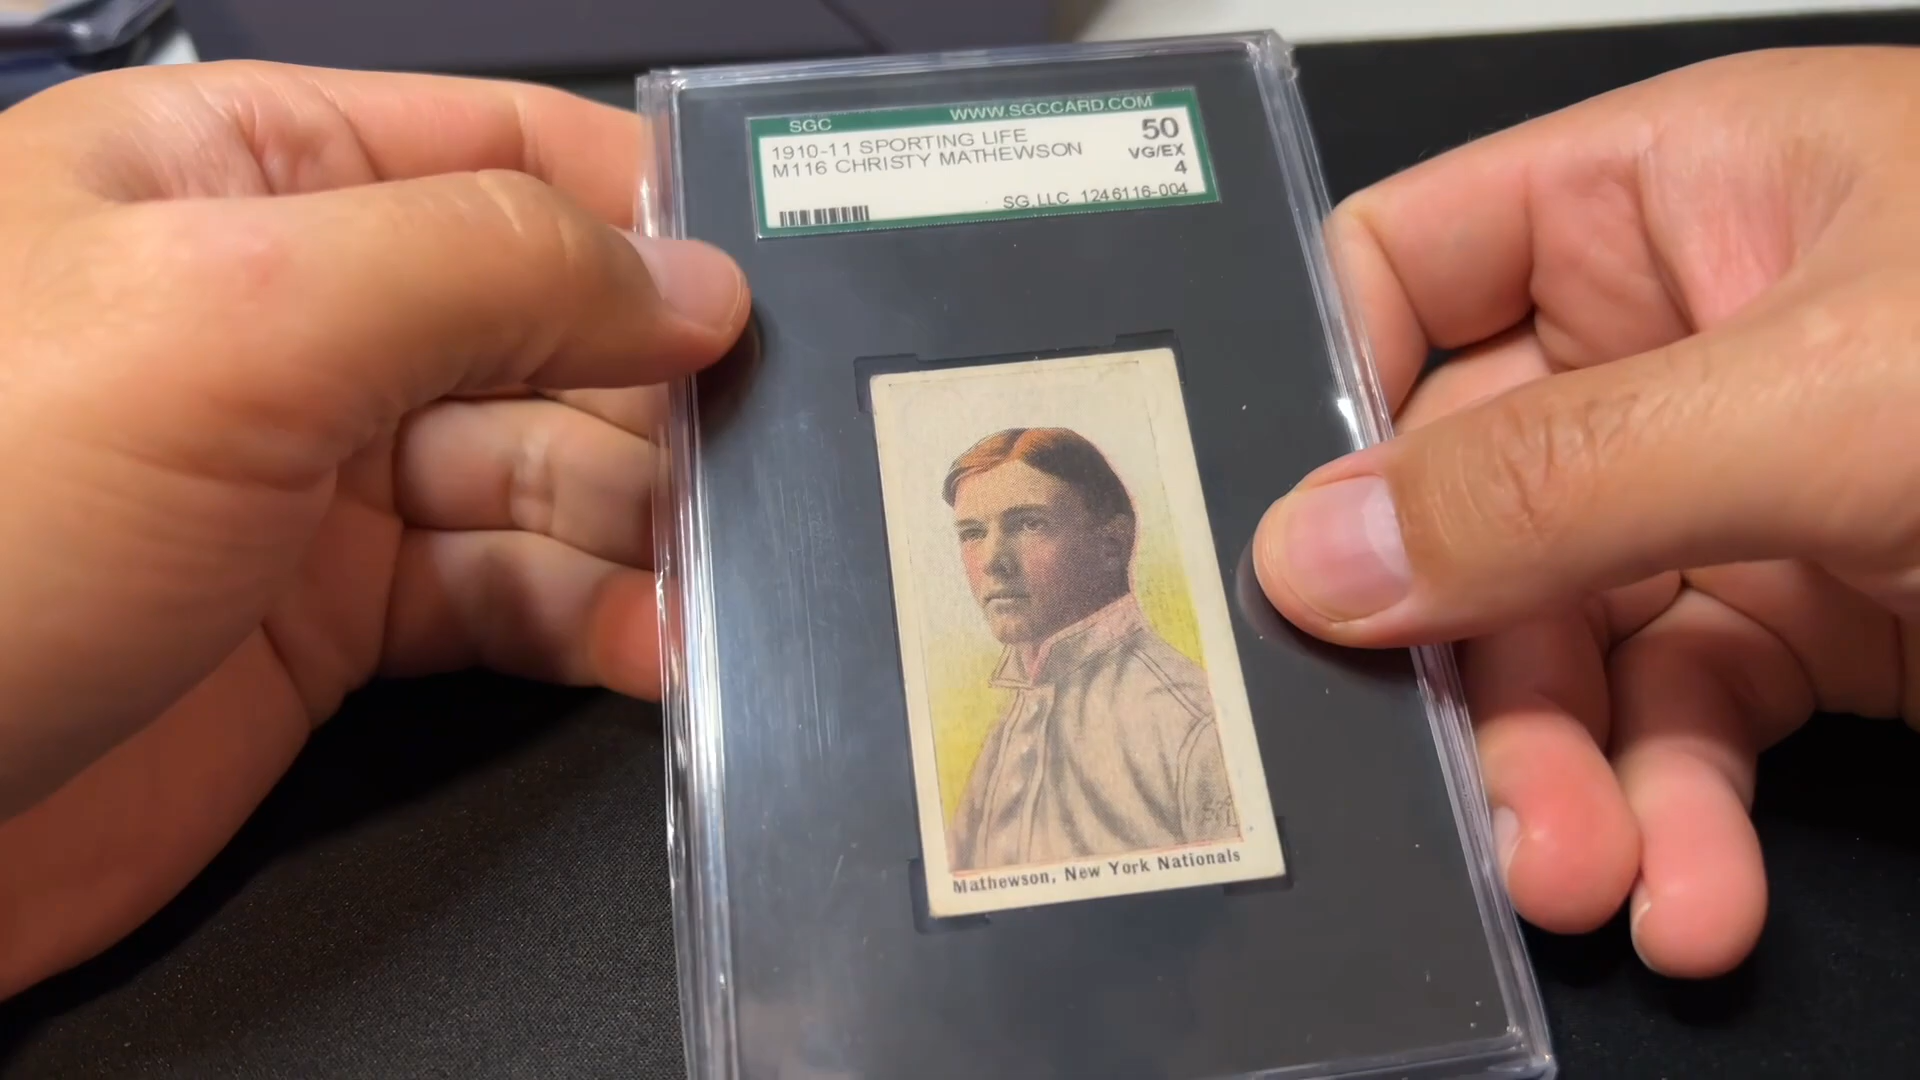 SGC WWW.SGCCARD.COM
1910-11 SPORTING LIFE 50
M116 CHRISTY MATHEWSON VG/EX
4
SG,LLC 1246116-004
Mathewson, New York Nationals